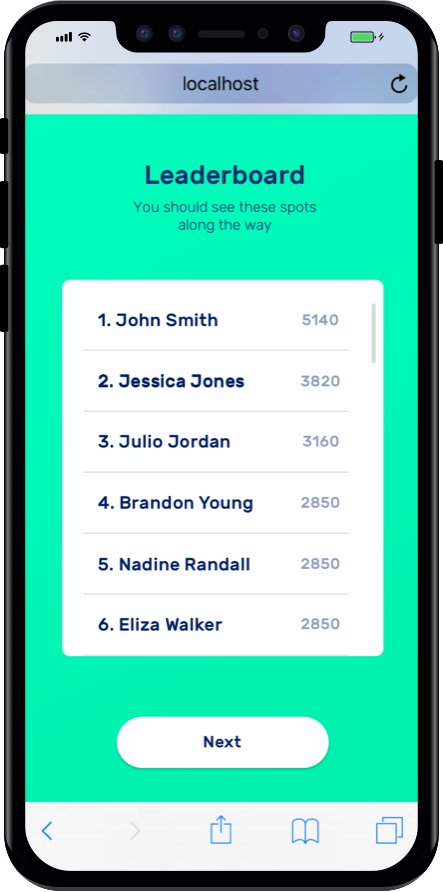 localhost
Leaderboard
You should see these spots
along the way
1. John Smith 5140
2. Jessica Jones 3820
3. Julio Jordan 3160
4. Brandon Young 2850
5. Nadine Randall 2850
6. Eliza Walker 2850
Next